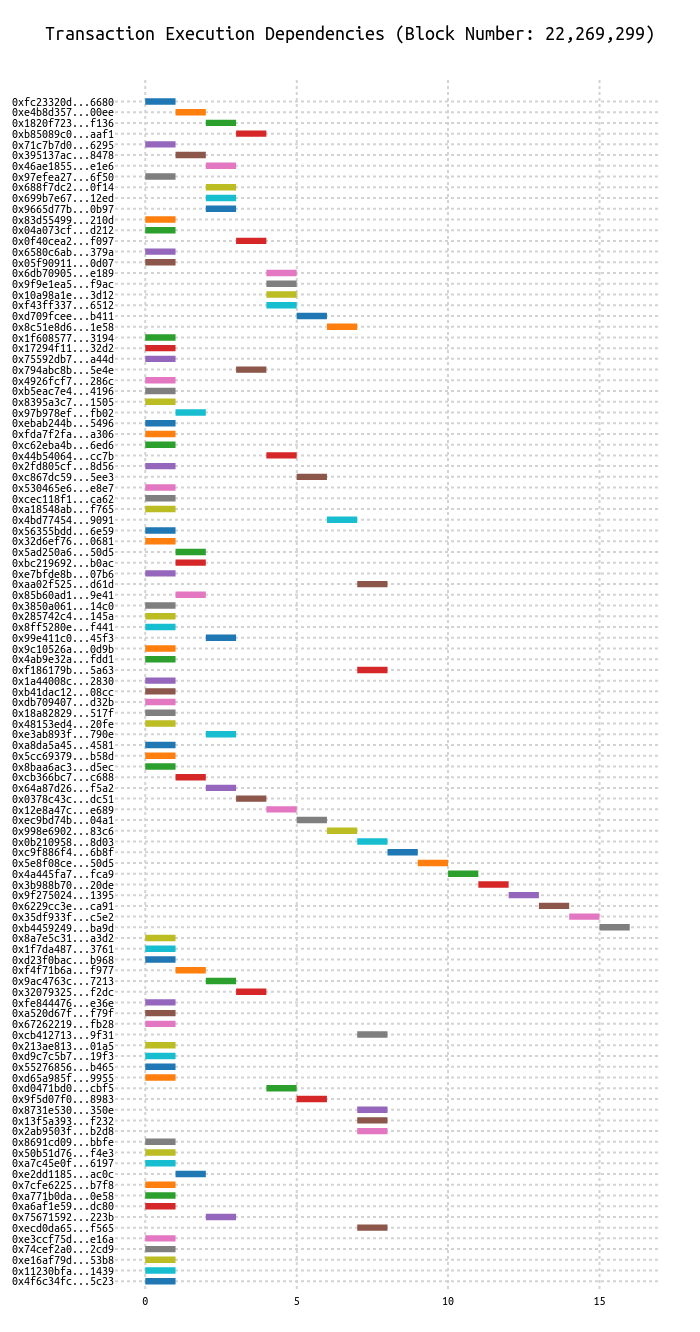 Transaction Execution Dependencies (Block Number: 22,269,299)
0xfc23320d...6680
0xe4b8d357...00ee
0x1820f723...f136
0xb85089c0...aaf1
0x71c7b7d0...6295
0x395137ac...8478
0x46ae1855...e1e6
0x97efea27...6f50
0x688f7dc2...0f14
0x699b7e67...12ed
0x9665d77b...0b97
0x83d55499...210d
0x04a073cf...d212
0x0f40cea2...f097
0x6580c6ab...379a
0x05f90911...0d07
0x6db70905...e189
0x9f9e1ea5...f9ac
0x10a98a1e...3d12
0xf43ff337...6512
0xd709fcee...b411
0x8c51e8d6...1e58
0x1f608577...3194
0x17294f11...32d2
0x75592db7...a44d
0x794abc8b...5e4e
0x4926fcf7...286c
0xb5eac7e4...4196
0x8395a3c7...1505
0x97b978ef...fb02
0xebab244b...5496
0xfda7f2fa...a306
0xc62eba4b...6ed6
0x44b54064...cc7b
0x2fd805cf...8d56
0xc867dc59...5ee3
0x530465e6...e8e7
0xcec118f1...ca62
0xa18548ab...f765
0x4bd77454...9091
0x56355bdd...6e59
0x32d6ef76...0681
0x5ad250a6...50d5
0xbc219692...b0ac
0xe7bfde8b...07b6
0xaa02f525...d61d
0x85b60ad1...9e41
0x3850a061...14c0
0x285742c4...145a
0x8ff5280e...f441
0x99e411c0...45f3
0x9c10526a...0d9b
0x4ab9e32a...fdd1
0xf186179b...5a63
0x1a44008c...2830
0xb41dac12...08cc
0xdb709407...d32b
0x18a82829...517f
0x48153ed4...20fe
0xe3ab893f...790e
0xa8da5a45...4581
0x5cc69379...b58d
0x8baa6ac3...d5ec
0xcb366bc7...c688
0x64a87d26...f5a2
0x0378c43c...dc51
0x12e8a47c...e689
0xec9bd74b...04a1
0x998e6902...83c6
0x0b210958...8d03
0xc9f886f4...6b8f
0x5e8f08ce...50d5
0x4a445fa7...fca9
0x3b988b70...20de
0x9f275024...1395
0x6229cc3e...ca91
0x35df933f...c5e2
0xb4459249...ba9d
0x8a7e5c31...a3d2
0x1f7da487...3761
0xd23f0bac...b968
0xf4f71b6a...f977
0x9ac4763c...7213
0x32079325...f2dc
0xfe844476...e36e
0xa520d67f...f79f
0x67262219...fb28
0xcb412713...9f31
0x213ae813...01a5
0xd9c7c5b7...19f3
0x55276856...b465
0xd65a985f...9955
0xd0471bd0...cbf5
0x9f5d07f0...8983
0x8731e530...350e
0x13f5a393...f232
0x2ab9503f...b2d8
0x8691cd09...bbfe
0x50b51d76...f4e3
0xa7c45e0f...6197
0xe2dd1185...ac0c
0x7cfe6225...b7f8
0xa771b0da...0e58
0xa6af1e59...dc80
0x75671592...223b
0xecd0da65...f565
0xe3ccf75d...e16a
0x74cef2a0...2cd9
0xe16af79d...53b8
0x11230bfa...1439
0x4f6c34fc...5c23
0 5 10 15